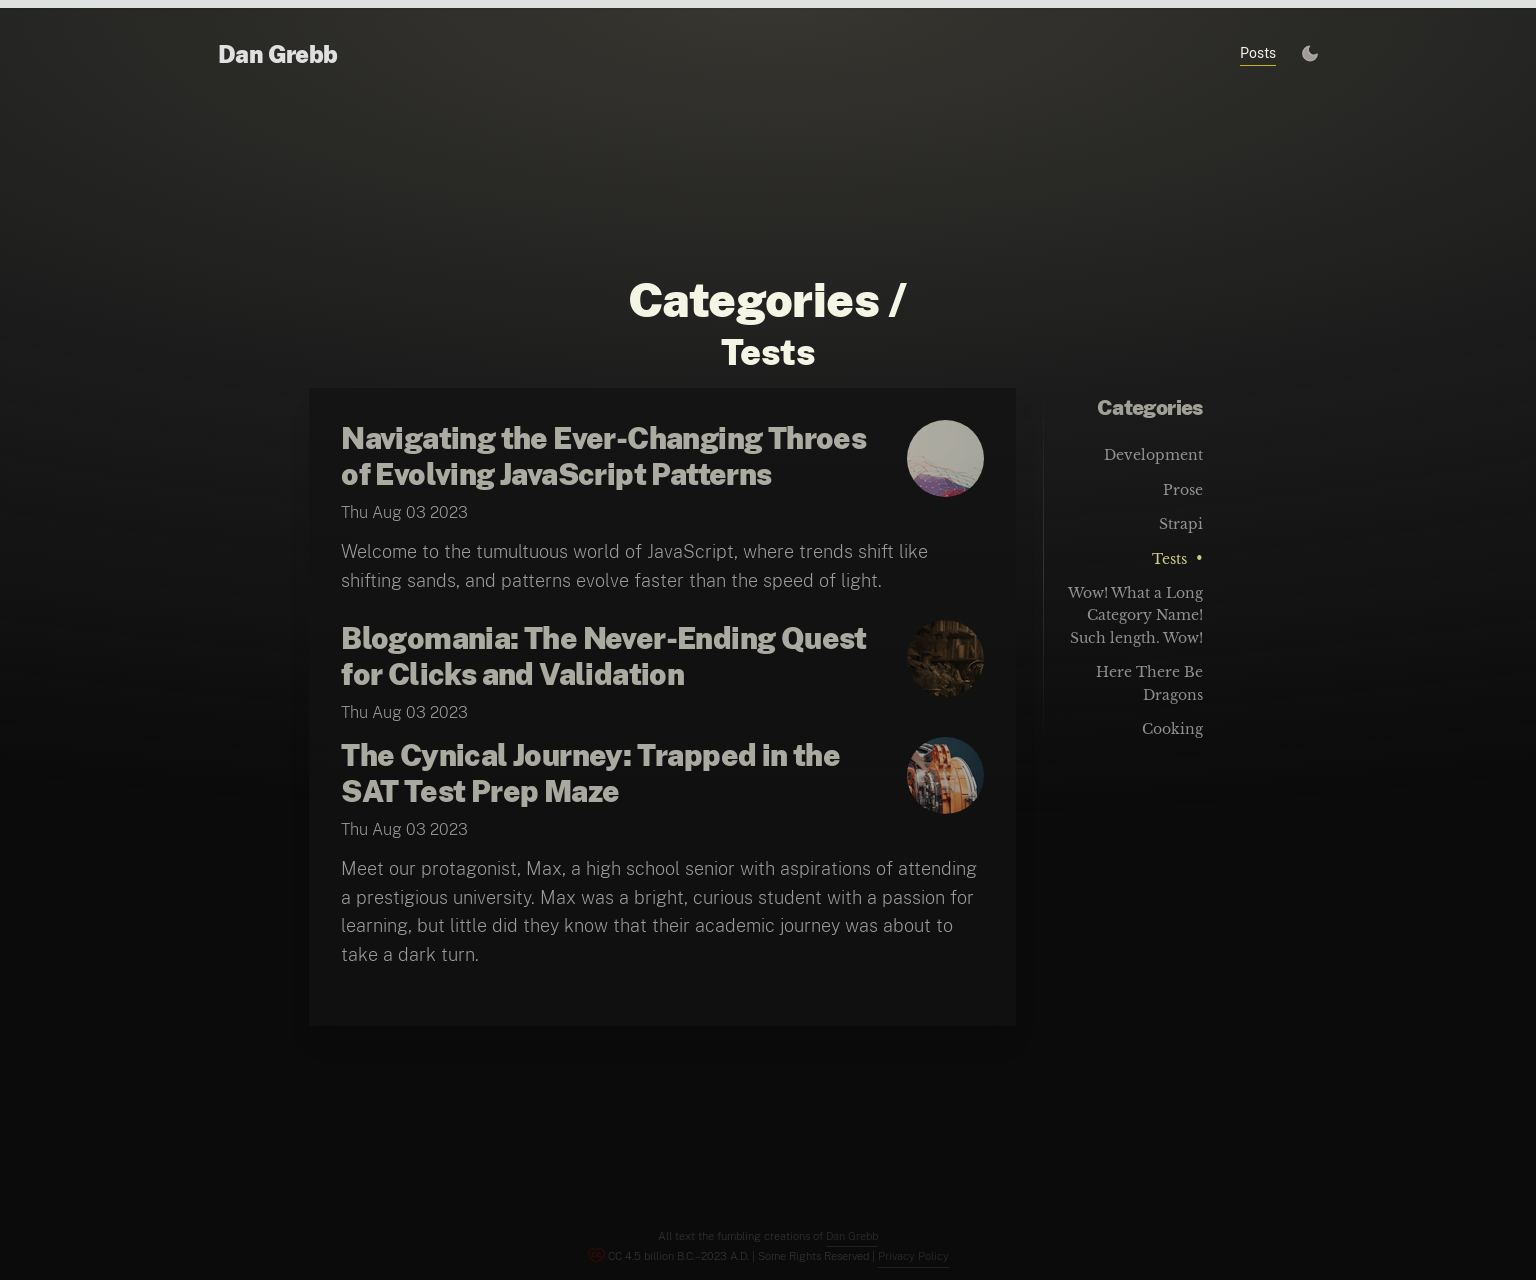 Dan Grebb
Posts
Categories /
Tests
Navigating the Ever-Changing Throes
of Evolving JavaScript Patterns
Thu Aug 03 2023
Welcome to the tumultuous world of JavaScript, where trends shift like
shifting sands, and patterns evolve faster than the speed of light.
Blogomania: The Never-Ending Quest
for Clicks and Validation
Thu Aug 03 2023
The Cynical Journey: Trapped in the
SAT Test Prep Maze
Thu Aug 03 2023
Meet our protagonist, Max, a high school senior with aspirations of attending
a prestigious university. Max was a bright, curious student with a passion for
learning, but little did they know that their academic journey was about to
take a dark turn.
Categories
Development
Prose
Strapi
Tests •
Wow! What a Long
Category Name!
Such length. Wow!
Here There Be
Dragons
Cooking
All text the fumbling creations of Dan Grebb
CC 4.5 billion B.C.–2023 A.D. | Some Rights Reserved | Privacy Policy